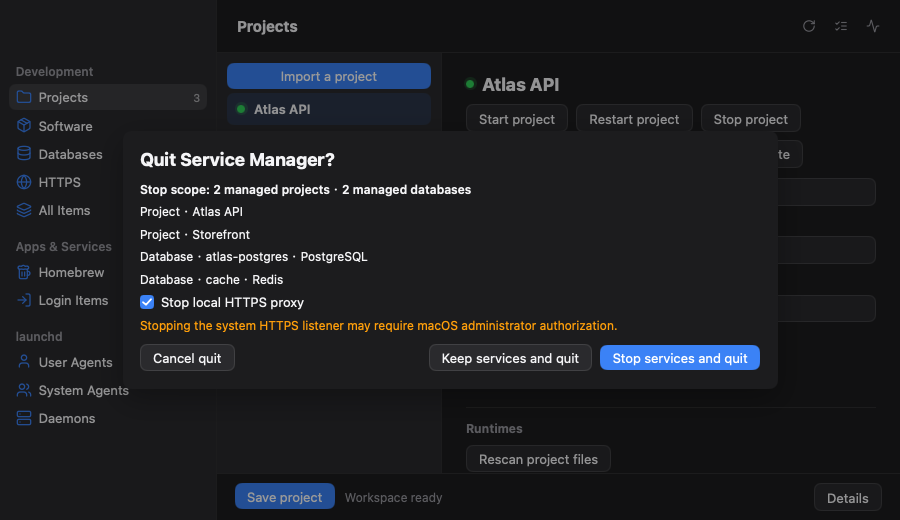 Projects
Development
Projects 3
Software
Databases
HTTPS
All Items
Apps & Services
Homebrew
Login Items
launchd
User Agents
System Agents
Daemons
Import a project
Atlas API
Atlas API
Start project
Restart project
Stop project
te
Quit Service Manager?
Stop scope: 2 managed projects · 2 managed databases
Project · Atlas API
Project · Storefront
Database · atlas-postgres · PostgreSQL
Database · cache · Redis
Stop local HTTPS proxy
Stopping the system HTTPS listener may require macOS administrator authorization.
Cancel quit
Keep services and quit
Stop services and quit
Runtimes
Rescan project files
Save project
Workspace ready
Details